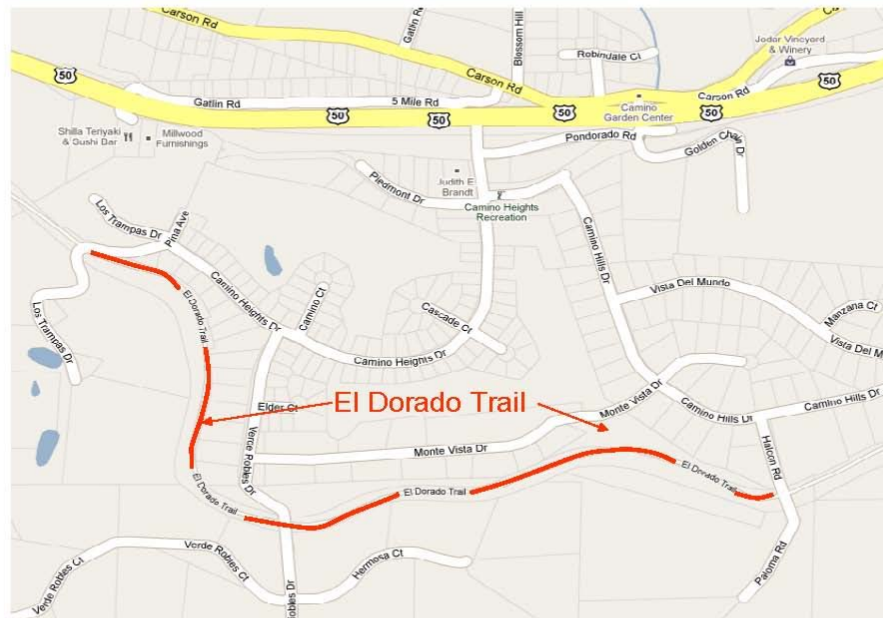 Carson Rd
Gatlin Rd
Blossom Hill
Robindale Ct
Jodar Vineyard
& Winery
50
50
Carson Rd
50
Gatlin Rd
5 Mile Rd
50
50
50
50
Camino
Garden Center
Carson Rd
Shilla Teriyaki
& Sushi Bar
Millwood
Furnishings
Pondorado Rd
Golden Chain Dr
Piedmont Dr
Judith E
Brandt
Camino Heights
Recreation
Los Trampas Dr
Pina Ave
Camino Hills Dr
Vista Del Mundo
Manzana Ct
Vista Del M
El Dorado Trail
Camino Heights Dr
Camino Ct
Cascade Ct
Los Trampas Dr
Camino Heights Dr
El Dorado Trail
Elder Ct
Monte Vista Dr
Camino Hills Dr
Camino Hills Dr
Verce Robles Dr
Monte Vista Dr
Halcon Rd
El Dorado Trail
El Dorado Trail
El Dorado Trail
Verde Robles Ct
Verde Robles Ct
Hermosa Ct
Robles Dr
Paloma Rd